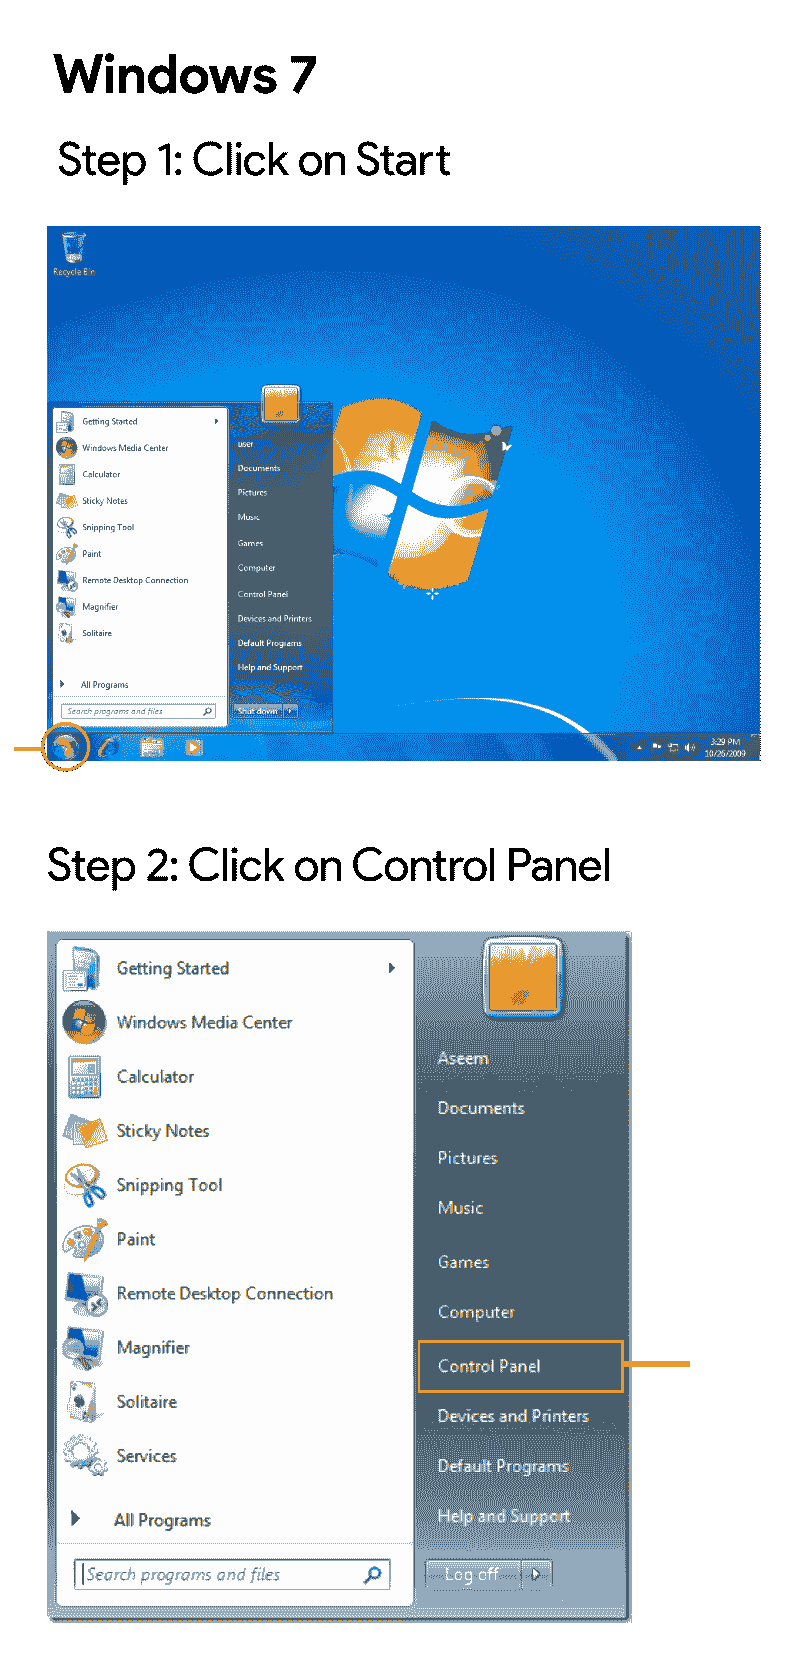 Windows 7
Step 1: Click on Start
Recycle Bin
Getting Started
Windows Media Center
Calculator
Sticky Notes
Snipping Tool
Paint
Remote Desktop Connection
Magnifier
Solitaire
All Programs
Search programs and files
user
Documents
Pictures
Music
Games
Computer
Control Panel
Devices and Printers
Default Programs
Help and Support
Shut down
3:29 PM
10/26/2009
Step 2: Click on Control Panel
Getting Started
Windows Media Center
Calculator
Sticky Notes
Snipping Tool
Paint
Remote Desktop Connection
Magnifier
Solitaire
Services
All Programs
Search programs and files
Aseem
Documents
Pictures
Music
Games
Computer
Control Panel
Devices and Printers
Default Programs
Help and Support
Log off